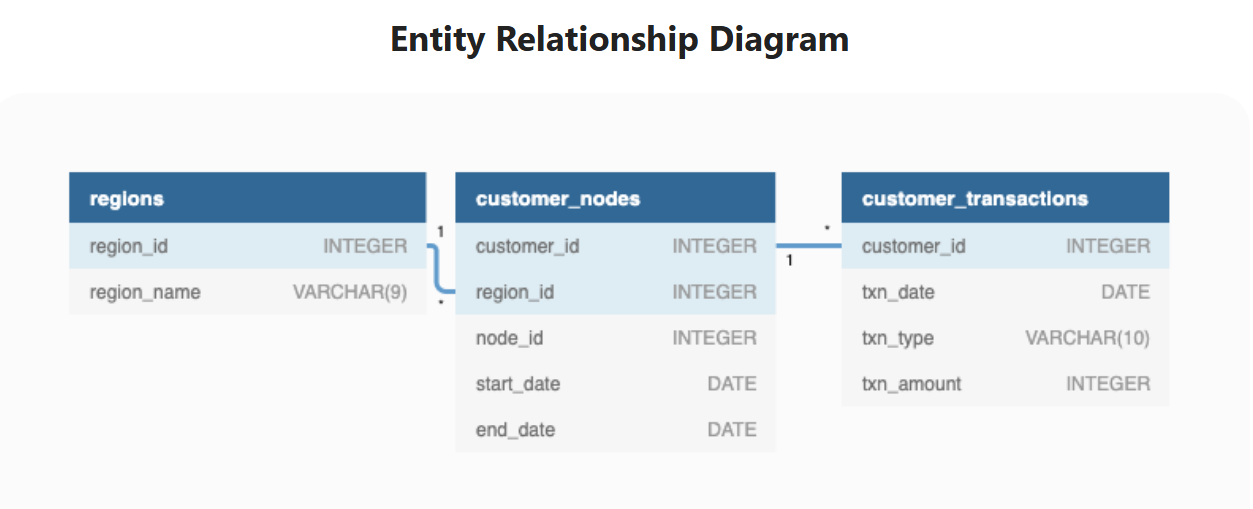 Entity Relationship Diagram
regions
region_id INTEGER
region_name VARCHAR(9)
1
*
customer_nodes
customer_id INTEGER
region_id INTEGER
node_id INTEGER
start_date DATE
end_date DATE
*
1
customer_transactions
customer_id INTEGER
txn_date DATE
txn_type VARCHAR(10)
txn_amount INTEGER